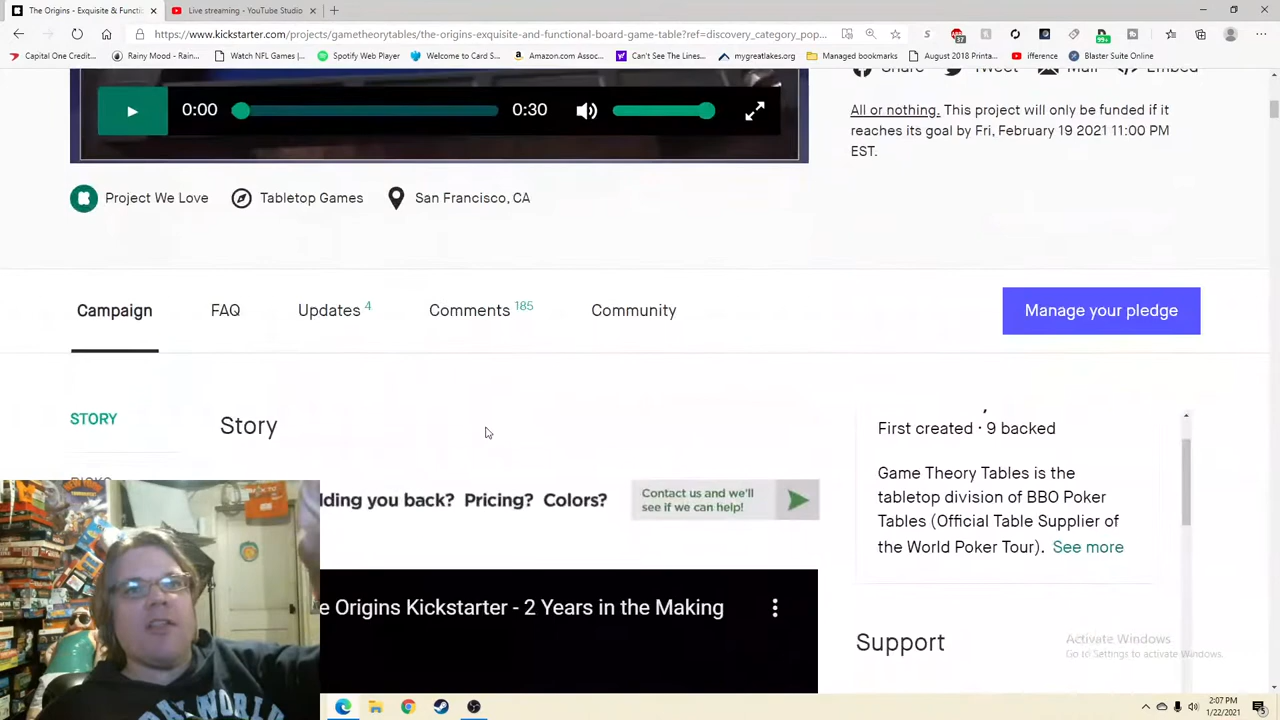 The Origins - Exquisite & Functi
Live streaming - YouTube Studio
https://www.kickstarter.com/projects/gametheorytables/the-origins-exquisite-and-functional-board-game-table?ref=discovery_category_pop...
Capital One Credit...
Rainy Mood - Rainy...
Watch NFL Games |...
Spotify Web Player
Welcome to Card S...
Amazon.com Assoc...
Can't See The Lines...
mygreatlakes.org
Managed bookmarks
August 2018 Printa...
ifference
Blaster Suite Online
Share
Tweet
Mail
Embed
0:00
0:30
All or nothing. This project will only be funded if it
reaches its goal by Fri, February 19 2021 11:00 PM
EST.
Project We Love
Tabletop Games
San Francisco, CA
Campaign
FAQ
Updates 4
Comments 185
Community
Manage your pledge
STORY
Story
First created · 9 backed
Game Theory Tables is the
tabletop division of BBO Poker
Tables (Official Table Supplier of
the World Poker Tour). See more
RISKS
lding you back? Pricing? Colors?
Contact us and we'll
see if we can help!
e Origins Kickstarter - 2 Years in the Making
Support
Activate Windows
Go to Settings to activate Windows.
2:07 PM
1/22/2021